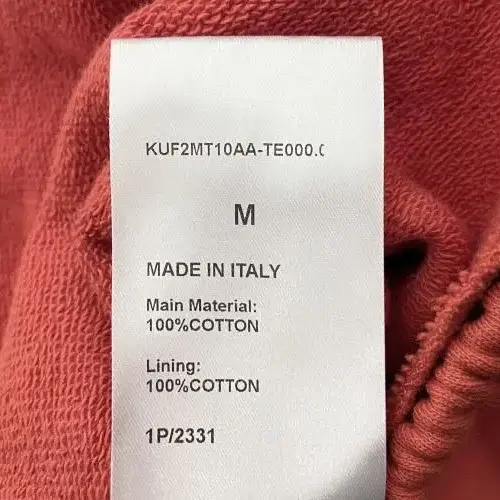 KUF2MT10AA-TE000.
M
MADE IN ITALY
Main Material:
100%COTTON
Lining:
100%COTTON
1P/2331